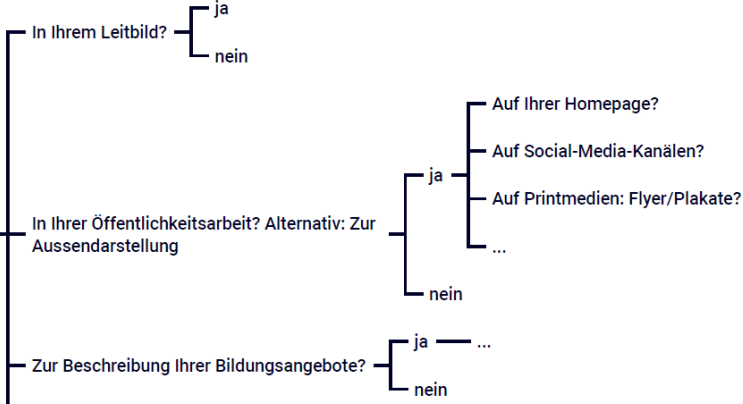 ja
In Ihrem Leitbild?
nein
Auf Ihrer Homepage?
Auf Social-Media-Kanälen?
ja
Auf Printmedien: Flyer/Plakate?
In Ihrer Öffentlichkeitsarbeit? Alternativ: Zur
Aussendarstellung
...
nein
ja
...
Zur Beschreibung Ihrer Bildungsangebote?
nein